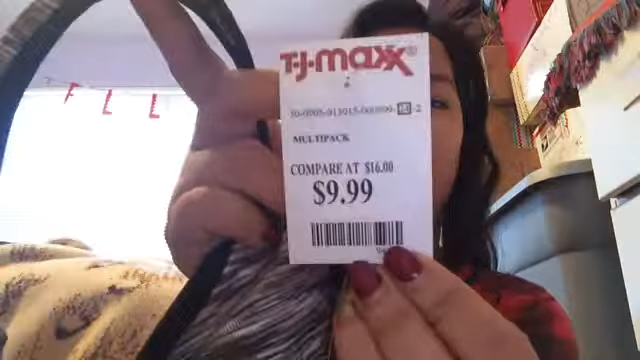 F L L
T·J·maxx®
MULTIPACK
COMPARE AT $16.00
$9.99